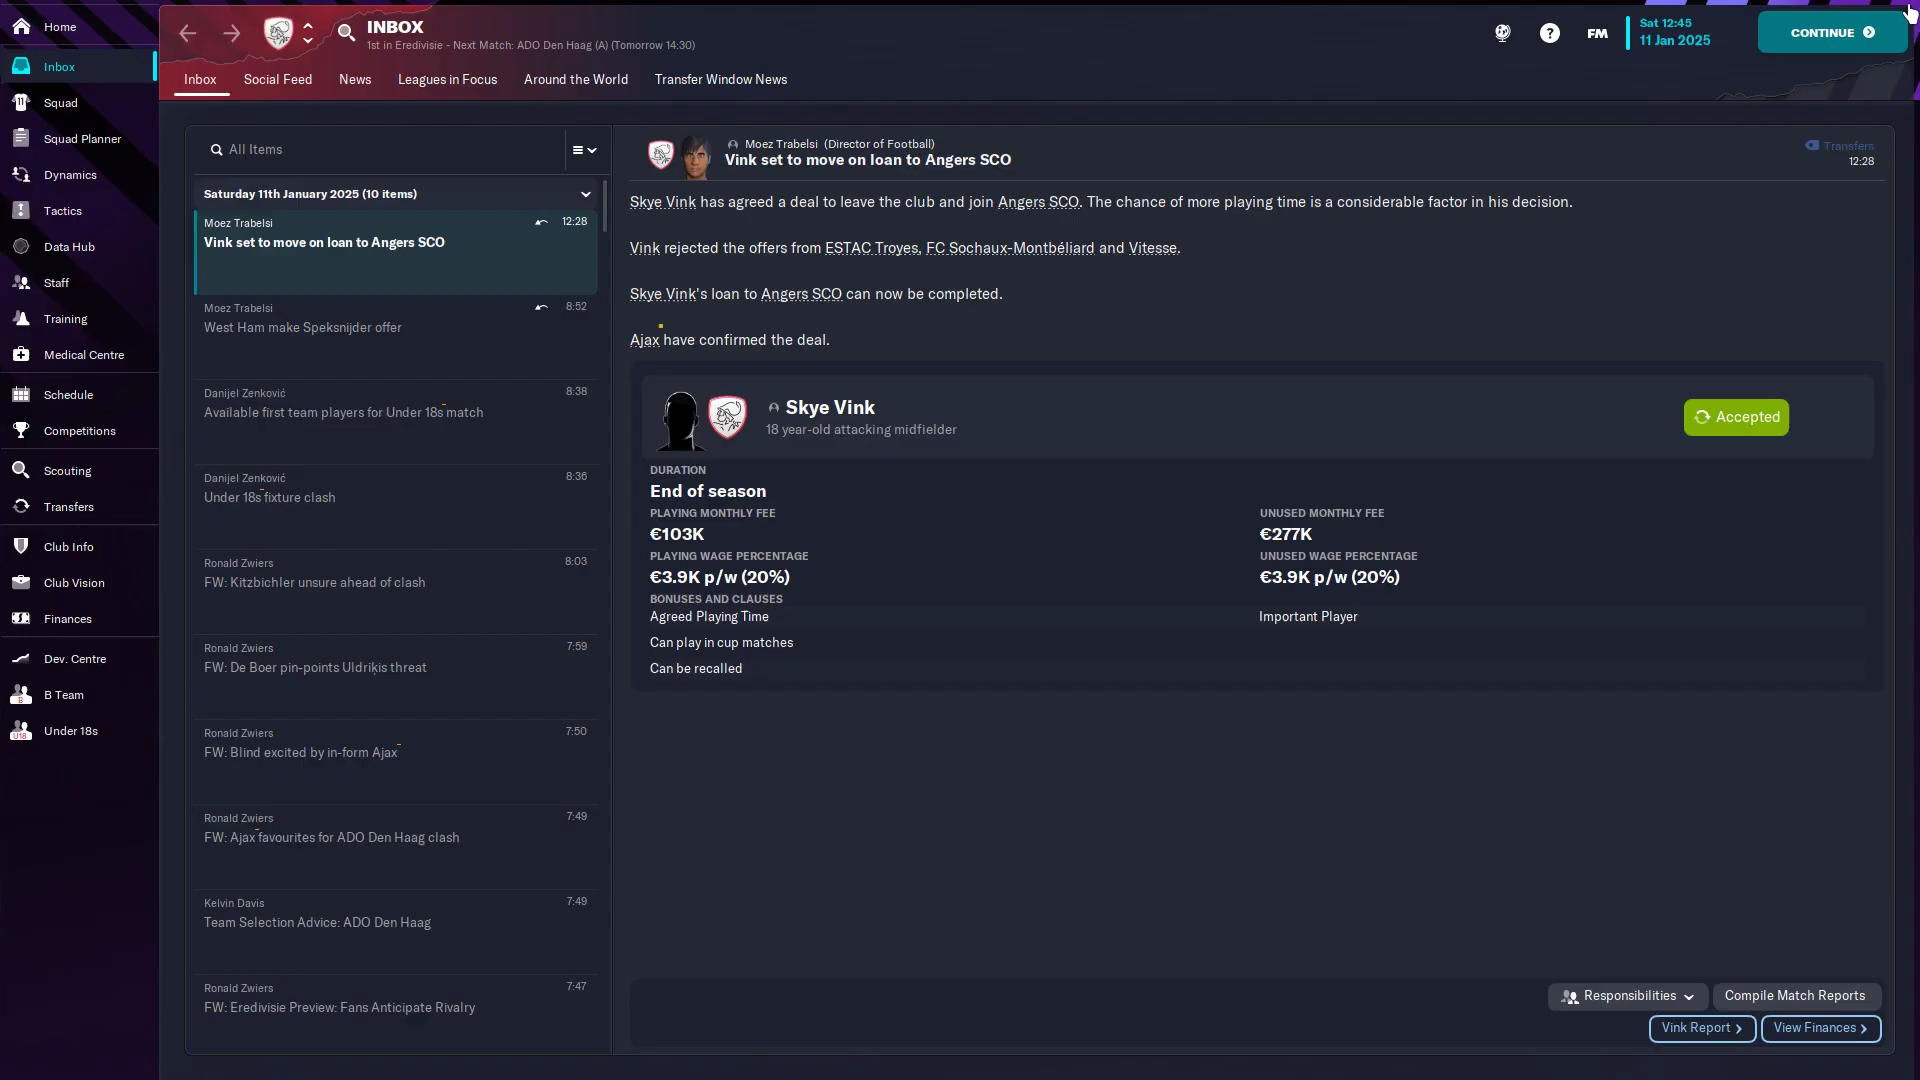 Home
Inbox
Squad
Squad Planner
Dynamics
Tactics
Data Hub
Staff
Training
Medical Centre
Schedule
Competitions
Scouting
Transfers
Club Info
Club Vision
Finances
Dev. Centre
B Team
Under 18s
INBOX
1st in Eredivisie - Next Match: ADO Den Haag (A) (Tomorrow 14:30)
FM
Sat 12:45
11 Jan 2025
CONTINUE
Inbox Social Feed News Leagues in Focus Around the World Transfer Window News
All Items
Saturday 11th January 2025 (10 items)
Moez Trabelsi 12:28
Vink set to move on loan to Angers SCO
Moez Trabelsi 8:52
West Ham make Speksnijder offer
Danijel Zenković 8:38
Available first team players for Under 18s match
Danijel Zenković 8:36
Under 18s fixture clash
Ronald Zwiers 8:03
FW: Kitzbichler unsure ahead of clash
Ronald Zwiers 7:59
FW: De Boer pin-points Uldriķis threat
Ronald Zwiers 7:50
FW: Blind excited by in-form Ajax
Ronald Zwiers 7:49
FW: Ajax favourites for ADO Den Haag clash
Kelvin Davis 7:49
Team Selection Advice: ADO Den Haag
Ronald Zwiers 7:47
FW: Eredivisie Preview: Fans Anticipate Rivalry
Moez Trabelsi (Director of Football)
Vink set to move on loan to Angers SCO
Transfers
12:28
Skye Vink has agreed a deal to leave the club and join Angers SCO. The chance of more playing time is a considerable factor in his decision.
Vink rejected the offers from ESTAC Troyes, FC Sochaux-Montbéliard and Vitesse.
Skye Vink's loan to Angers SCO can now be completed.
Ajax have confirmed the deal.
Skye Vink
18 year-old attacking midfielder
Accepted
DURATION
End of season
PLAYING MONTHLY FEE UNUSED MONTHLY FEE
€103K €277K
PLAYING WAGE PERCENTAGE UNUSED WAGE PERCENTAGE
€3.9K p/w (20%) €3.9K p/w (20%)
BONUSES AND CLAUSES
Agreed Playing Time Important Player
Can play in cup matches
Can be recalled
Responsibilities Compile Match Reports
Vink Report View Finances